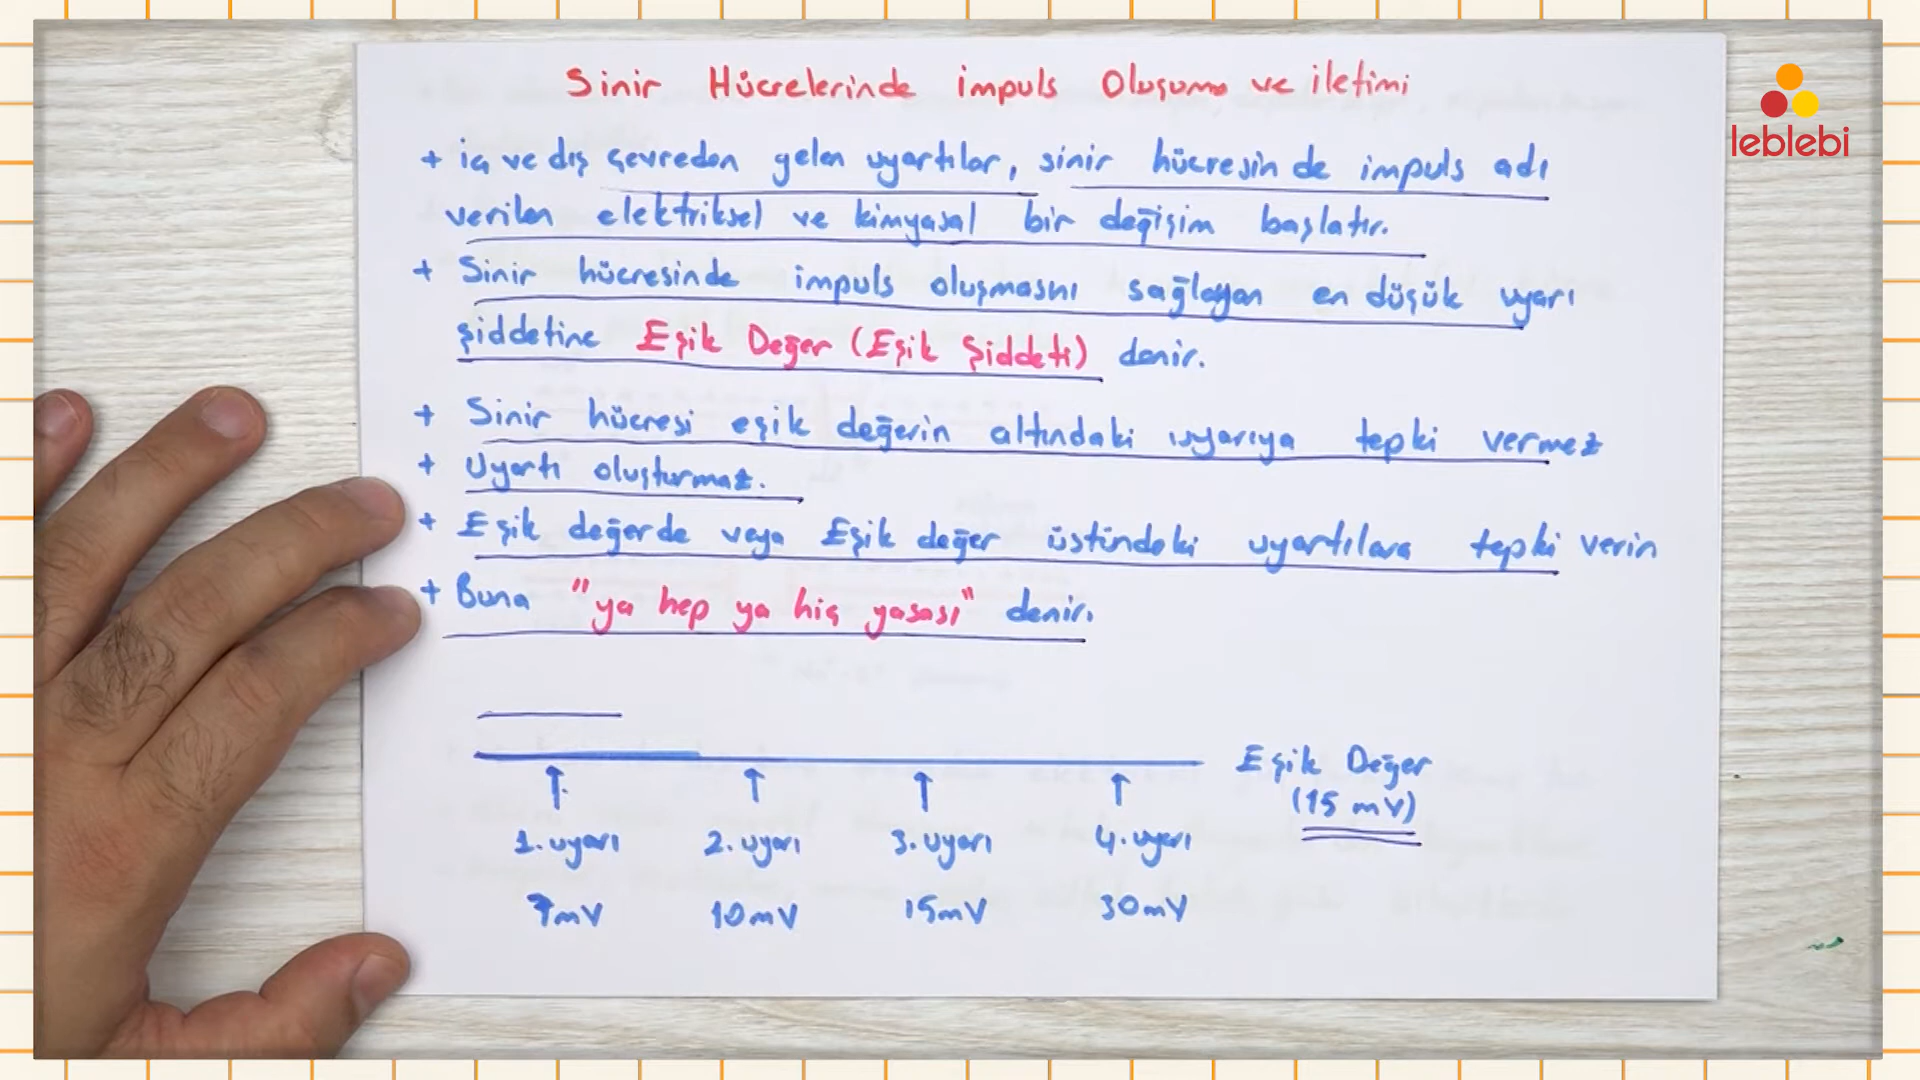 Sinir Hücrelerinde impuls Oluşumu ve iletimi
leblebi
+ iç ve dış çevreden gelen uyartılar, sinir hücresinde impuls adı
verilen elektriksel ve kimyasal bir değişim başlatır.
+ Sinir hücresinde impuls oluşmasını sağlayan en düşük uyarı
şiddetine Eşik Değer (Eşik Şiddeti) denir.
+ Sinir hücresi eşik değerin altındaki uyarıya tepki vermez
+ Uyartı oluşturmaz.
+ Eşik değerde veya Eşik değer üstündeki uyartılara tepki verir
+ Buna "ya hep ya hiç yasası" denir.
Eşik Değer
(15 mV)
1. uyarı 2. uyarı 3. uyarı 4. uyarı
7mV 10mV 15mV 30mV